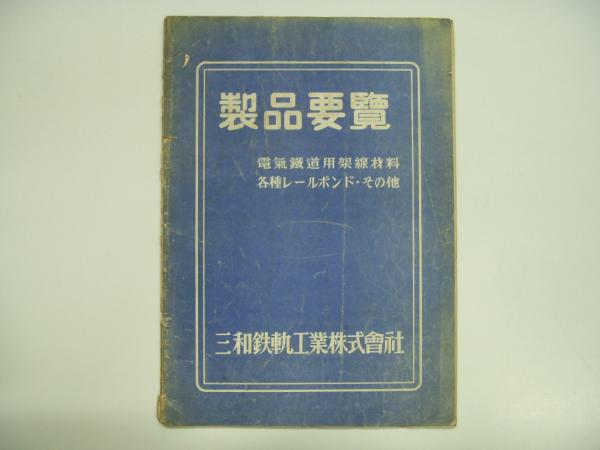 製品要覽
電氣鐵道用架線材料
各種レールボンド・その他
三和鉄軌工業株式會社